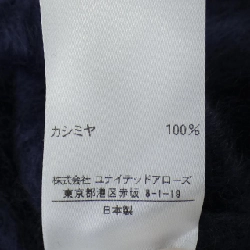 カシミヤ 100%
株式会社 ユナイテッドアローズ
東京都港区赤坂 8-1-19
日本製